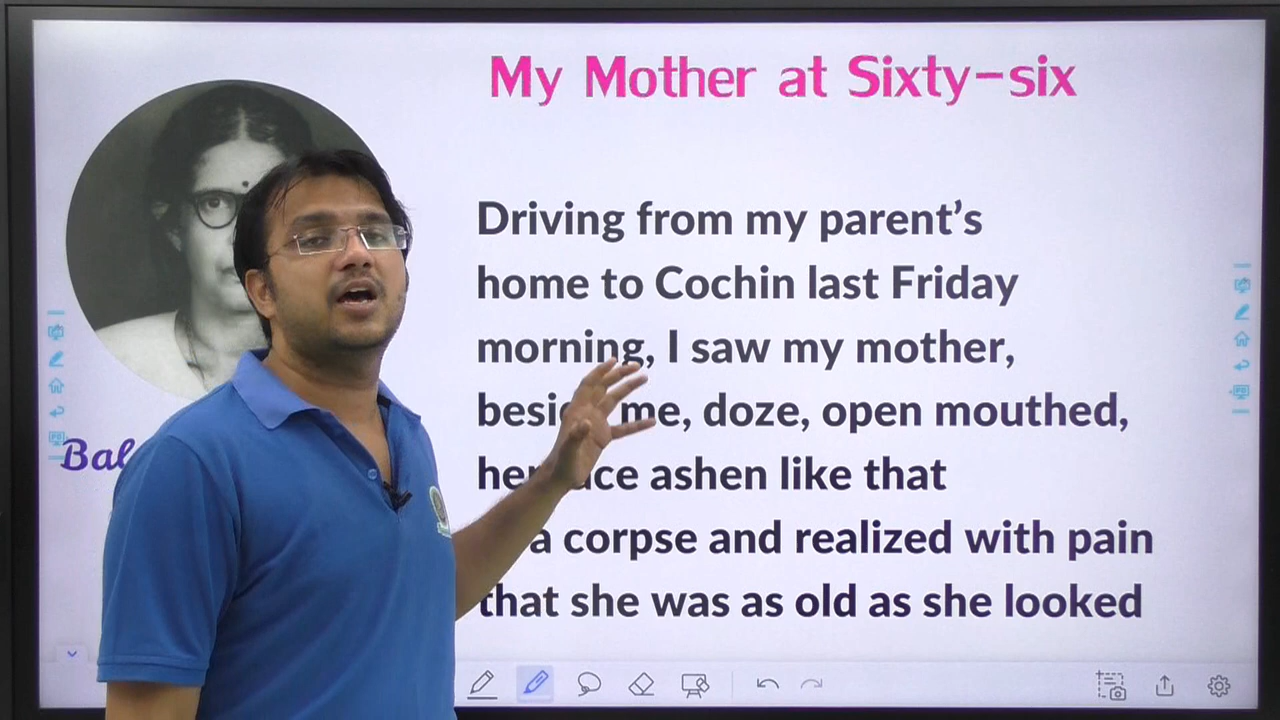 My Mother at Sixty-six
Driving from my parent's
home to Cochin last Friday
morning, I saw my mother,
me, doze, open mouthed,
ashen like that
a corpse and realized with pain
that she was as old as she looked